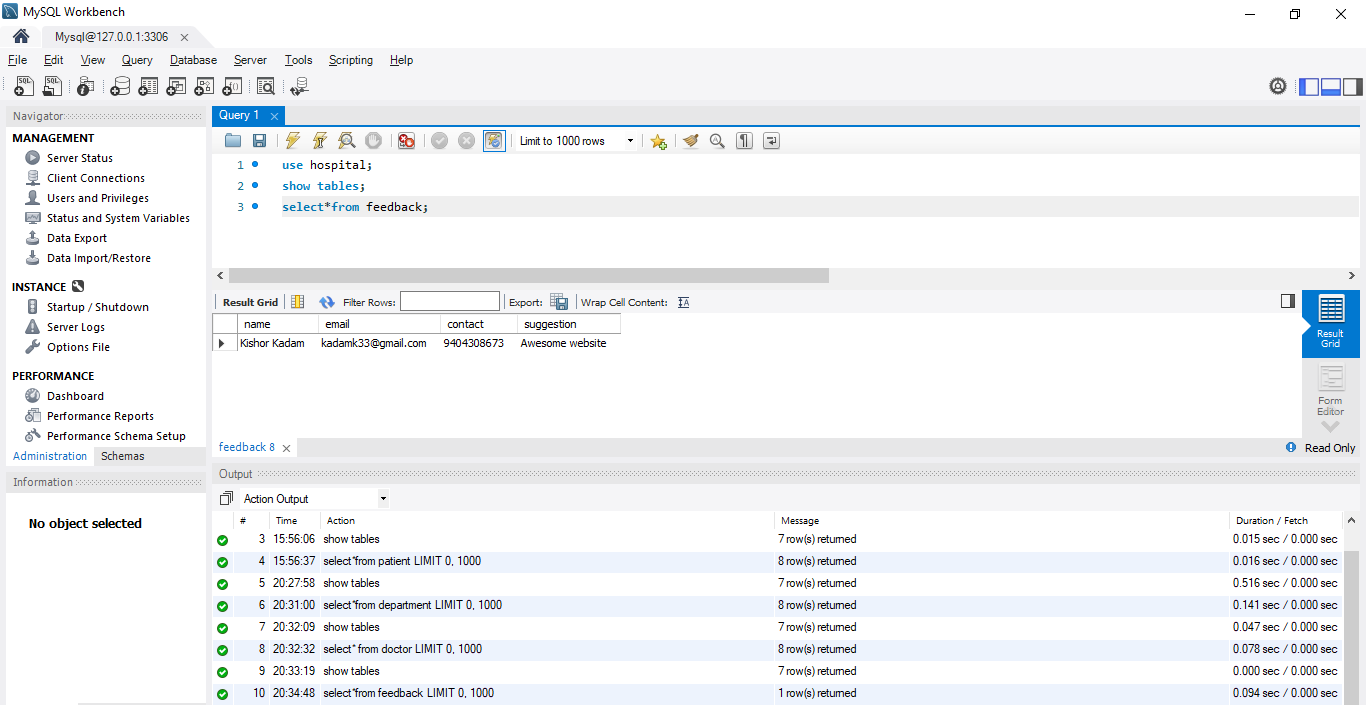 MySQL Workbench
Mysql@127.0.0.1:3306
File Edit View Query Database Server Tools Scripting Help
Navigator
MANAGEMENT
Server Status
Client Connections
Users and Privileges
Status and System Variables
Data Export
Data Import/Restore
INSTANCE
Startup / Shutdown
Server Logs
Options File
PERFORMANCE
Dashboard
Performance Reports
Performance Schema Setup
Administration Schemas
Information
No object selected
Query 1
Limit to 1000 rows
1 use hospital;
2 show tables;
3 select*from feedback;
Result Grid Filter Rows: Export: Wrap Cell Content:
name email contact suggestion
Kishor Kadam kadamk33@gmail.com 9404308673 Awesome website
Result
Grid
Form
Editor
feedback 8
Read Only
Output
Action Output
# Time Action Message Duration / Fetch
3 15:56:06 show tables 7 row(s) returned 0.015 sec / 0.000 sec
4 15:56:37 select*from patient LIMIT 0, 1000 8 row(s) returned 0.016 sec / 0.000 sec
5 20:27:58 show tables 7 row(s) returned 0.516 sec / 0.000 sec
6 20:31:00 select*from department LIMIT 0, 1000 8 row(s) returned 0.141 sec / 0.000 sec
7 20:32:09 show tables 7 row(s) returned 0.047 sec / 0.000 sec
8 20:32:32 select* from doctor LIMIT 0, 1000 8 row(s) returned 0.078 sec / 0.000 sec
9 20:33:19 show tables 7 row(s) returned 0.000 sec / 0.000 sec
10 20:34:48 select*from feedback LIMIT 0, 1000 1 row(s) returned 0.094 sec / 0.000 sec